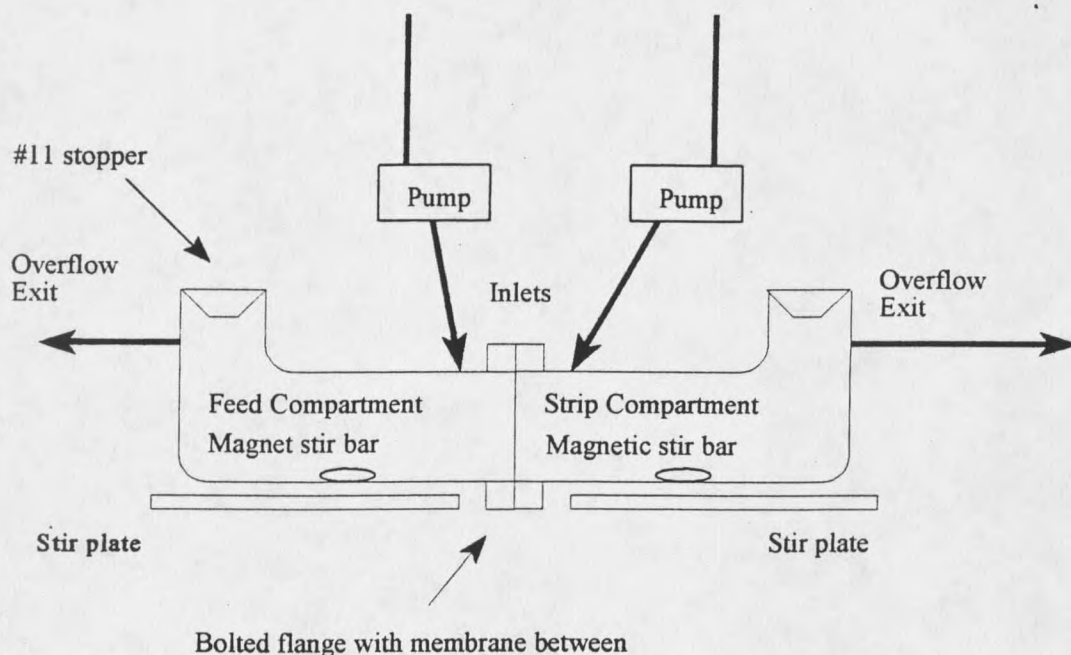 #11 stopper
Pump
Pump
Overflow
Exit
Inlets
Overflow
Exit
Feed Compartment
Strip Compartment
Magnet stir bar
Magnetic stir bar
Stir plate
Stir plate
Bolted flange with membrane between